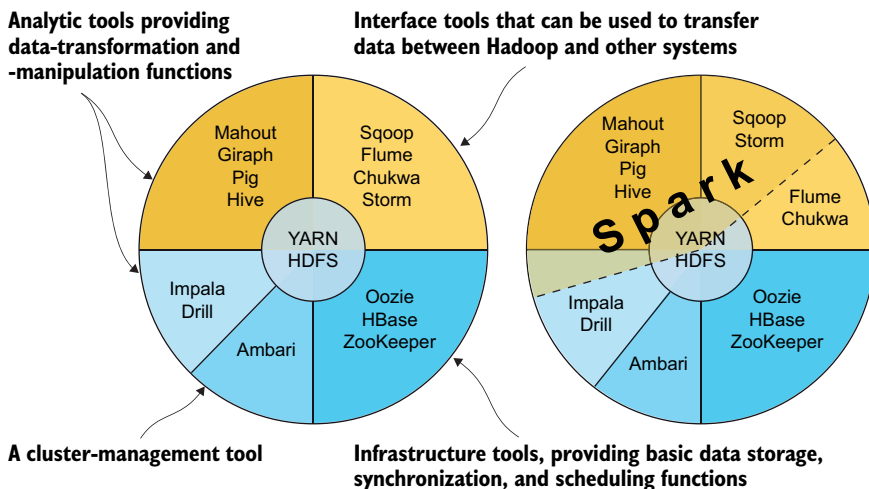 Analytic tools providing
data-transformation and
-manipulation functions
Interface tools that can be used to transfer
data between Hadoop and other systems
Mahout
Giraph
Pig
Hive
Sqoop
Flume
Chukwa
Storm
YARN
HDFS
Impala
Drill
Ambari
Oozie
HBase
ZooKeeper
Mahout
Giraph
Pig
Hive
Sqoop
Storm
Spark
Flume
Chukwa
YARN
HDFS
Impala
Drill
Ambari
Oozie
HBase
ZooKeeper
A cluster-management tool
Infrastructure tools, providing basic data storage,
synchronization, and scheduling functions